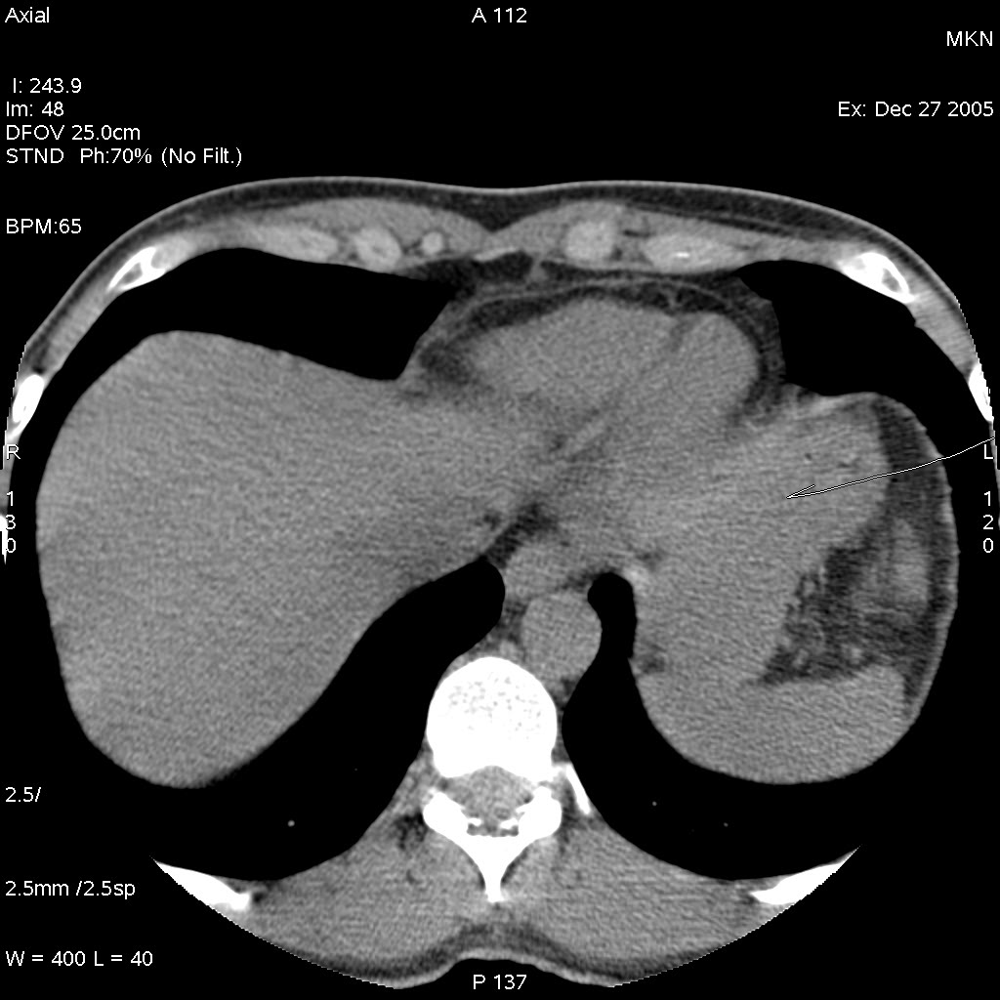 Axial
A 112
MKN
I: 243.9
Im: 48
Ex: Dec 27 2005
DFOV 25.0cm
STND Ph:70% (No Filt.)
BPM:65
R
L
1
3
0
1
2
0
2.5/
2.5mm /2.5sp
W = 400 L = 40
P 137